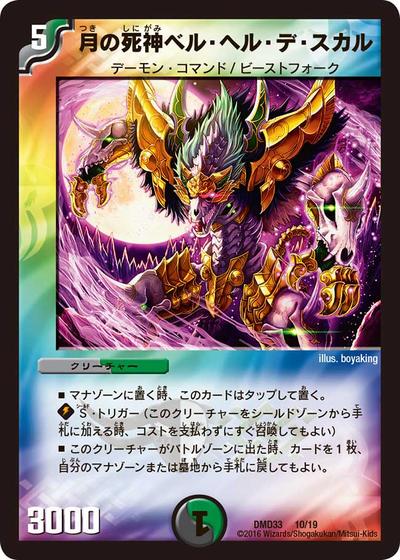 5
月の死神ベル・ヘル・デ・スカル
つき しにがみ
デーモン・コマンド / ビーストフォーク
illus. boyaking
クリーチャー
■ マナゾーンに置く時、このカードはタップして置く。
S・トリガー（このクリーチャーをシールドゾーンから手
札に加える時、コストを支払わずにすぐ召喚してもよい）
■ このクリーチャーがバトルゾーンに出た時、カードを1枚、
自分のマナゾーンまたは墓地から手札に戻してもよい。
3000
1
DMD33 10/19
©2016 Wizards/Shogakukan/Mitsui-Kids